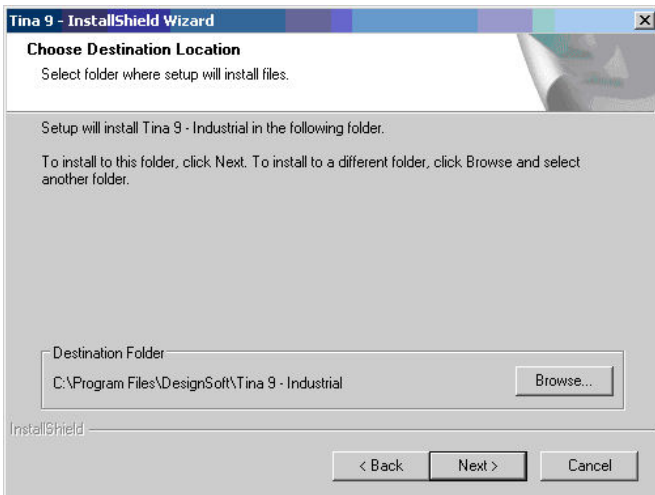 Tina 9 - InstallShield Wizard
Choose Destination Location
Select folder where setup will install files.
Setup will install Tina 9 - Industrial in the following folder.
To install to this folder, click Next. To install to a different folder, click Browse and select
another folder.
Destination Folder
C:\Program Files\DesignSoft\Tina 9 - Industrial
Browse...
InstallShield
< Back
Next >
Cancel